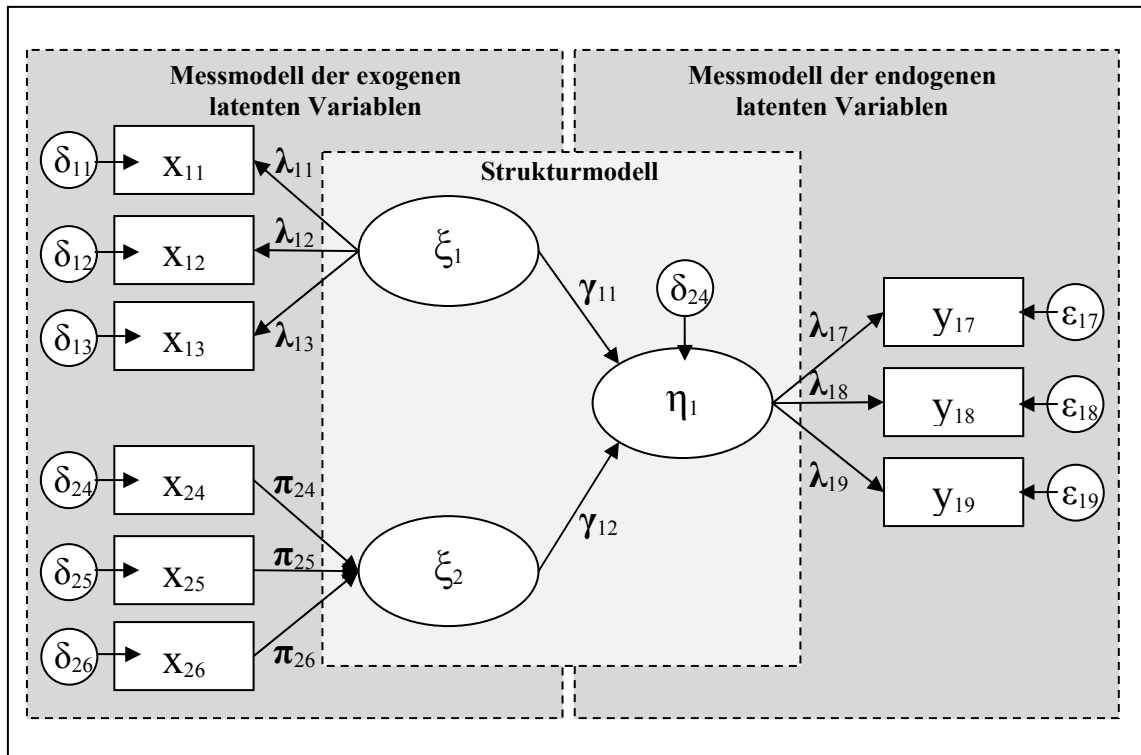 Messmodell der exogenen
latenten Variablen
Messmodell der endogenen
latenten Variablen
Strukturmodell
δ11
x11
λ11
δ12
x12
λ12
δ13
x13
λ13
ξ1
γ11
δ24
η1
λ17
y17
ε17
λ18
y18
ε18
λ19
y19
ε19
δ24
x24
π24
δ25
x25
π25
δ26
x26
π26
ξ2
γ12